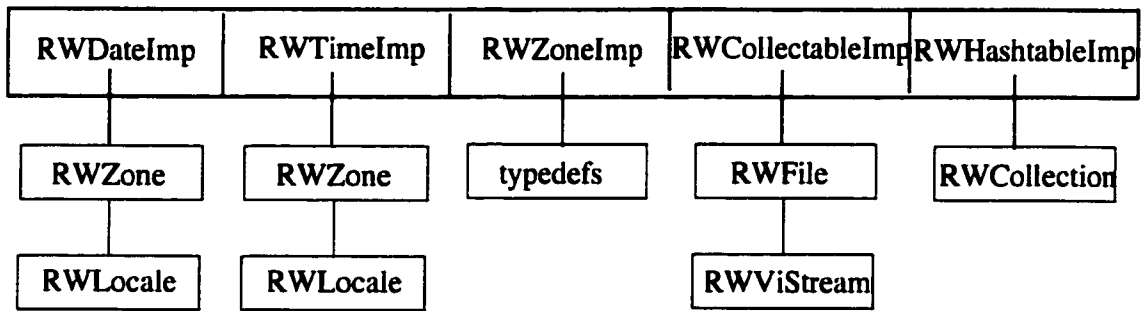 RWDateImp RWTimeImp RWZoneImp RWCollectableImp RWHashtableImp
RWZone RWZone typedefs RWFile RWCollection
RWLocale RWLocale RWViStream